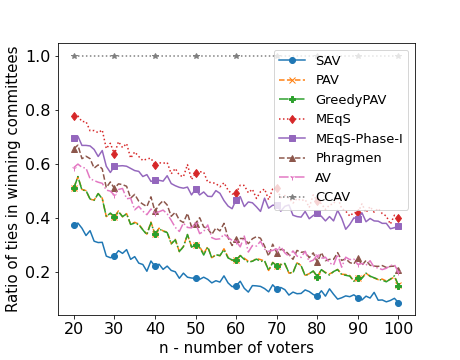 Ratio of ties in winning committees
1.0
0.8
0.6
0.4
0.2
SAV
PAV
GreedyPAV
MEqS
MEqS-Phase-I
Phragmen
AV
CCAV
20 30 40 50 60 70 80 90 100
n - number of voters